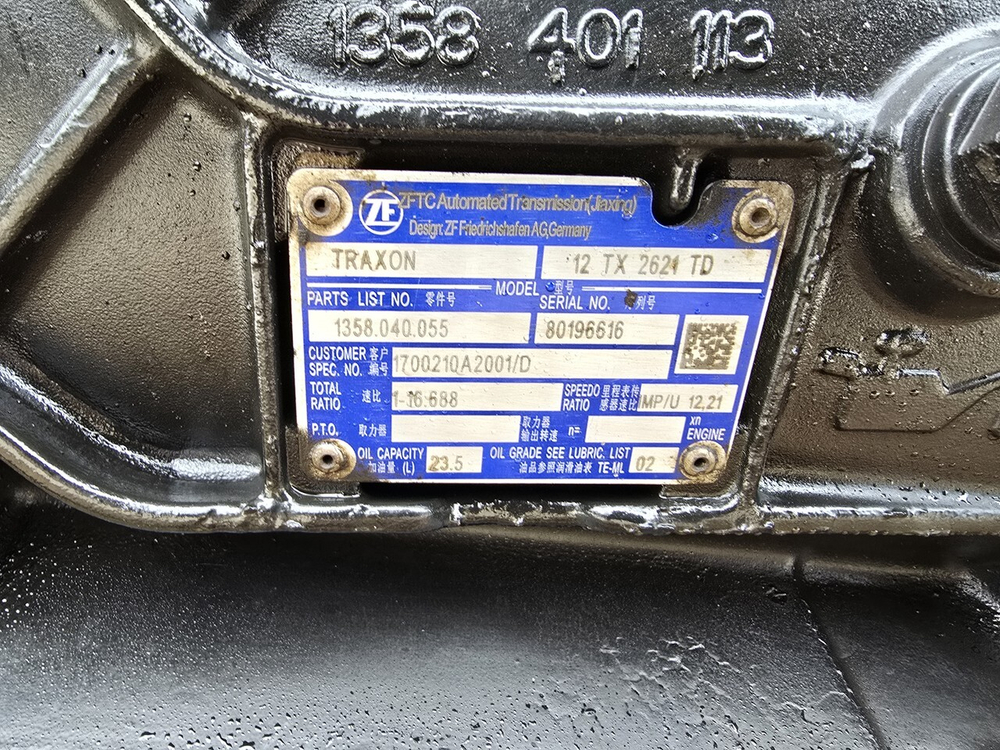 1358 401 113
ZF ZFTC Automated Transmission(Jiaxing)
Design: ZF Friedrichshafen AG,Germany
TRAXON 12 TX 2621 TD
MODEL 型号
PARTS LIST NO. 零件号 SERIAL NO. 列号
1358.040.055 80196616
CUSTOMER 客户
SPEC. NO. 编号 1700210A2001/D
TOTAL RATIO 速比 1-16.688 SPEEDO RATIO 里程表传感器速比 MP/U 12,21
P.T.O. 取力器 取力器输出转速 n= xn ENGINE
OIL CAPACITY 加油量 (L) 23.5 OIL GRADE SEE LUBRIC. LIST 油品参照润滑油表 TE-ML 02